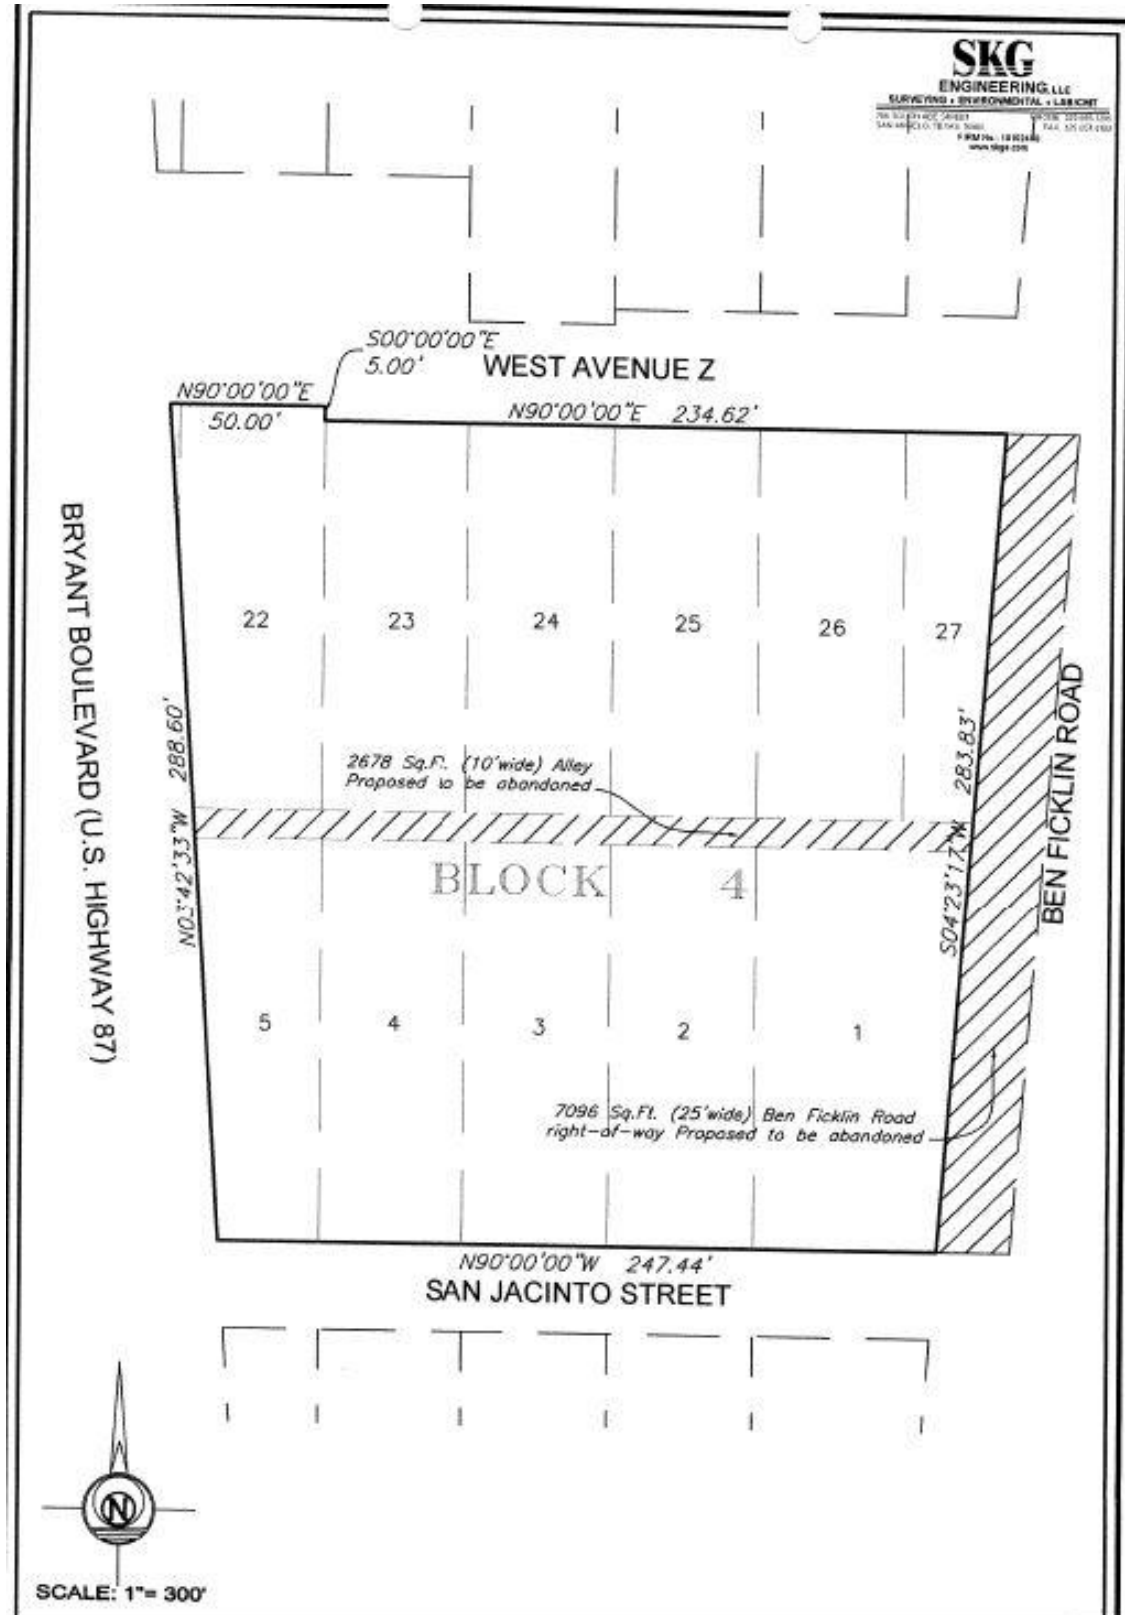 SKG
ENGINEERING, LLC
SURVEYING • ENVIRONMENTAL • LAB/CMT
FIRM No.: 10102400
www.skge.com
S00°00'00"E
5.00'
WEST AVENUE Z
N90°00'00"E
50.00'
N90°00'00"E 234.62'
BRYANT BOULEVARD (U.S. HIGHWAY 87)
22
23
24
25
26
27
N03°42'33"W 288.60'
2678 Sq.Ft. (10'wide) Alley
Proposed to be abandoned
S04°23'17"W 283.83'
BEN FICKLIN ROAD
BLOCK 4
5
4
3
2
1
7096 Sq.Ft. (25'wide) Ben Ficklin Road
right-of-way Proposed to be abandoned
N90°00'00"W 247.44'
SAN JACINTO STREET
N
SCALE: 1"= 300'